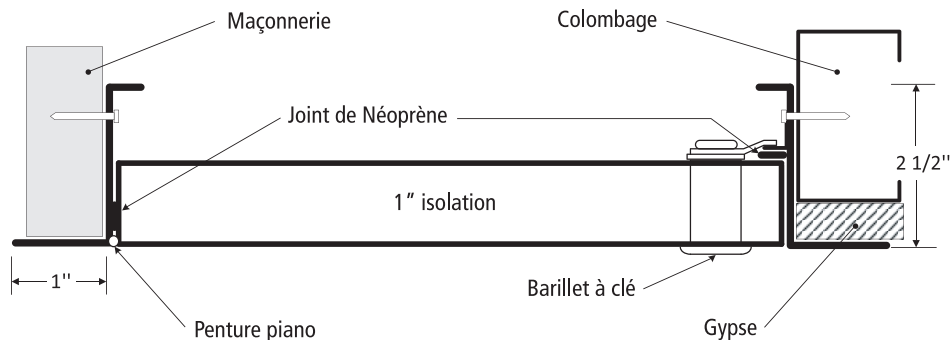 Maçonnerie
Colombage
Joint de Néoprène
2 1/2"
1” isolation
1"
Barillet à clé
Penture piano
Gypse